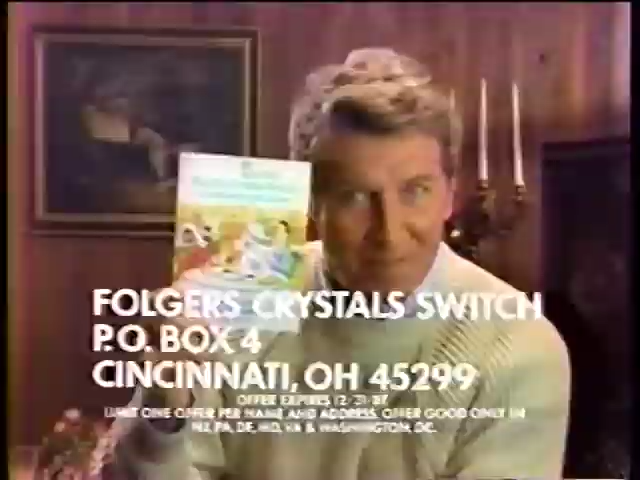 FOLGERS CRYSTALS SWITCH
P.O. BOX 4
CINCINNATI, OH 45299
OFFER EXPIRES 12/31/87
LIMIT ONE OFFER PER NAME AND ADDRESS. OFFER GOOD ONLY IN
NJ, PA, DE, MD, VA & WASHINGTON, DC.